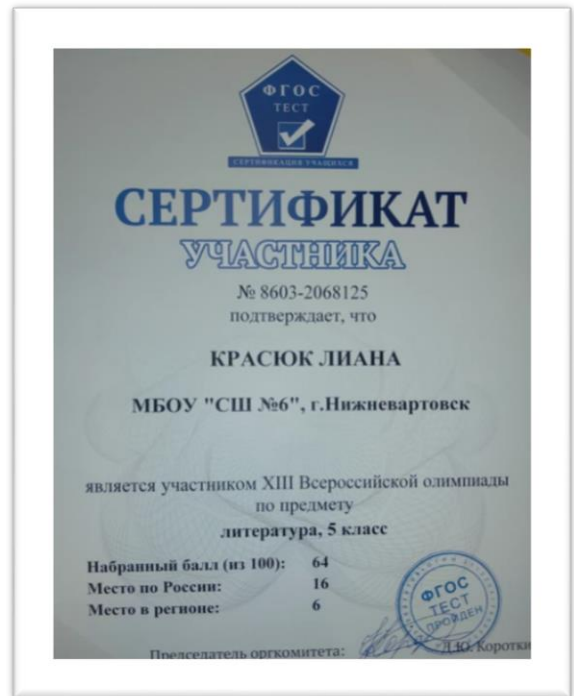 ФГОС
ТЕСТ
СЕРТИФИКАЦИЯ УЧАЩИХСЯ
СЕРТИФИКАТ
УЧАСТНИКА
№ 8603-2068125
подтверждает, что
КРАСЮК ЛИАНА
МБОУ "СШ №6", г.Нижневартовск
является участником XIII Всероссийской олимпиады
по предмету
литература, 5 класс
Набранный балл (из 100): 64
Место по России: 16
Место в регионе: 6
ФГОС
ТЕСТ
ПРОЙДЕН
Председатель оргкомитета: Д.Ю. Коротки